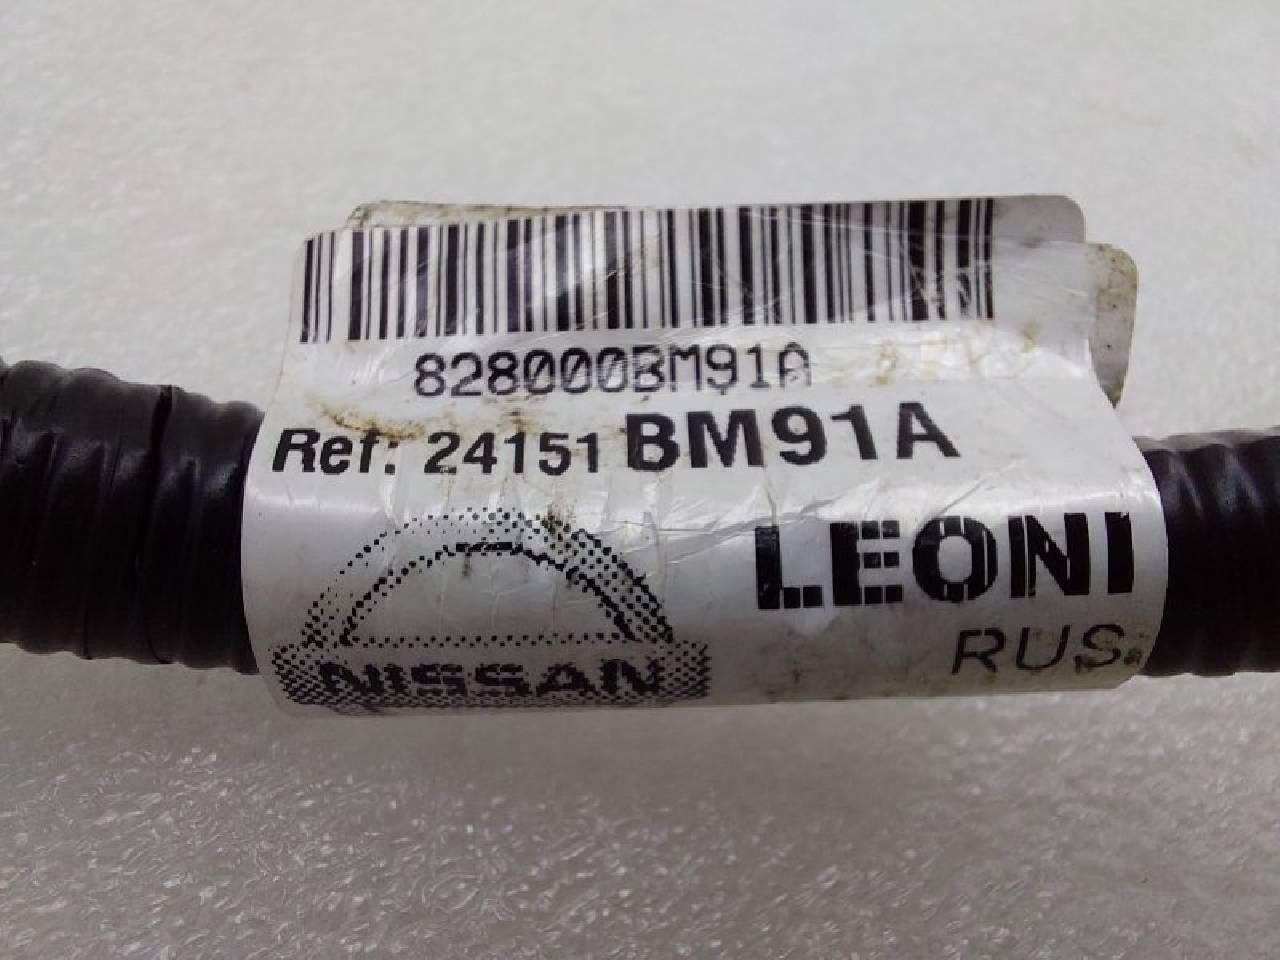 828000BM91A
Ref: 24151 BM91A
LEONI
RUS.
NISSAN